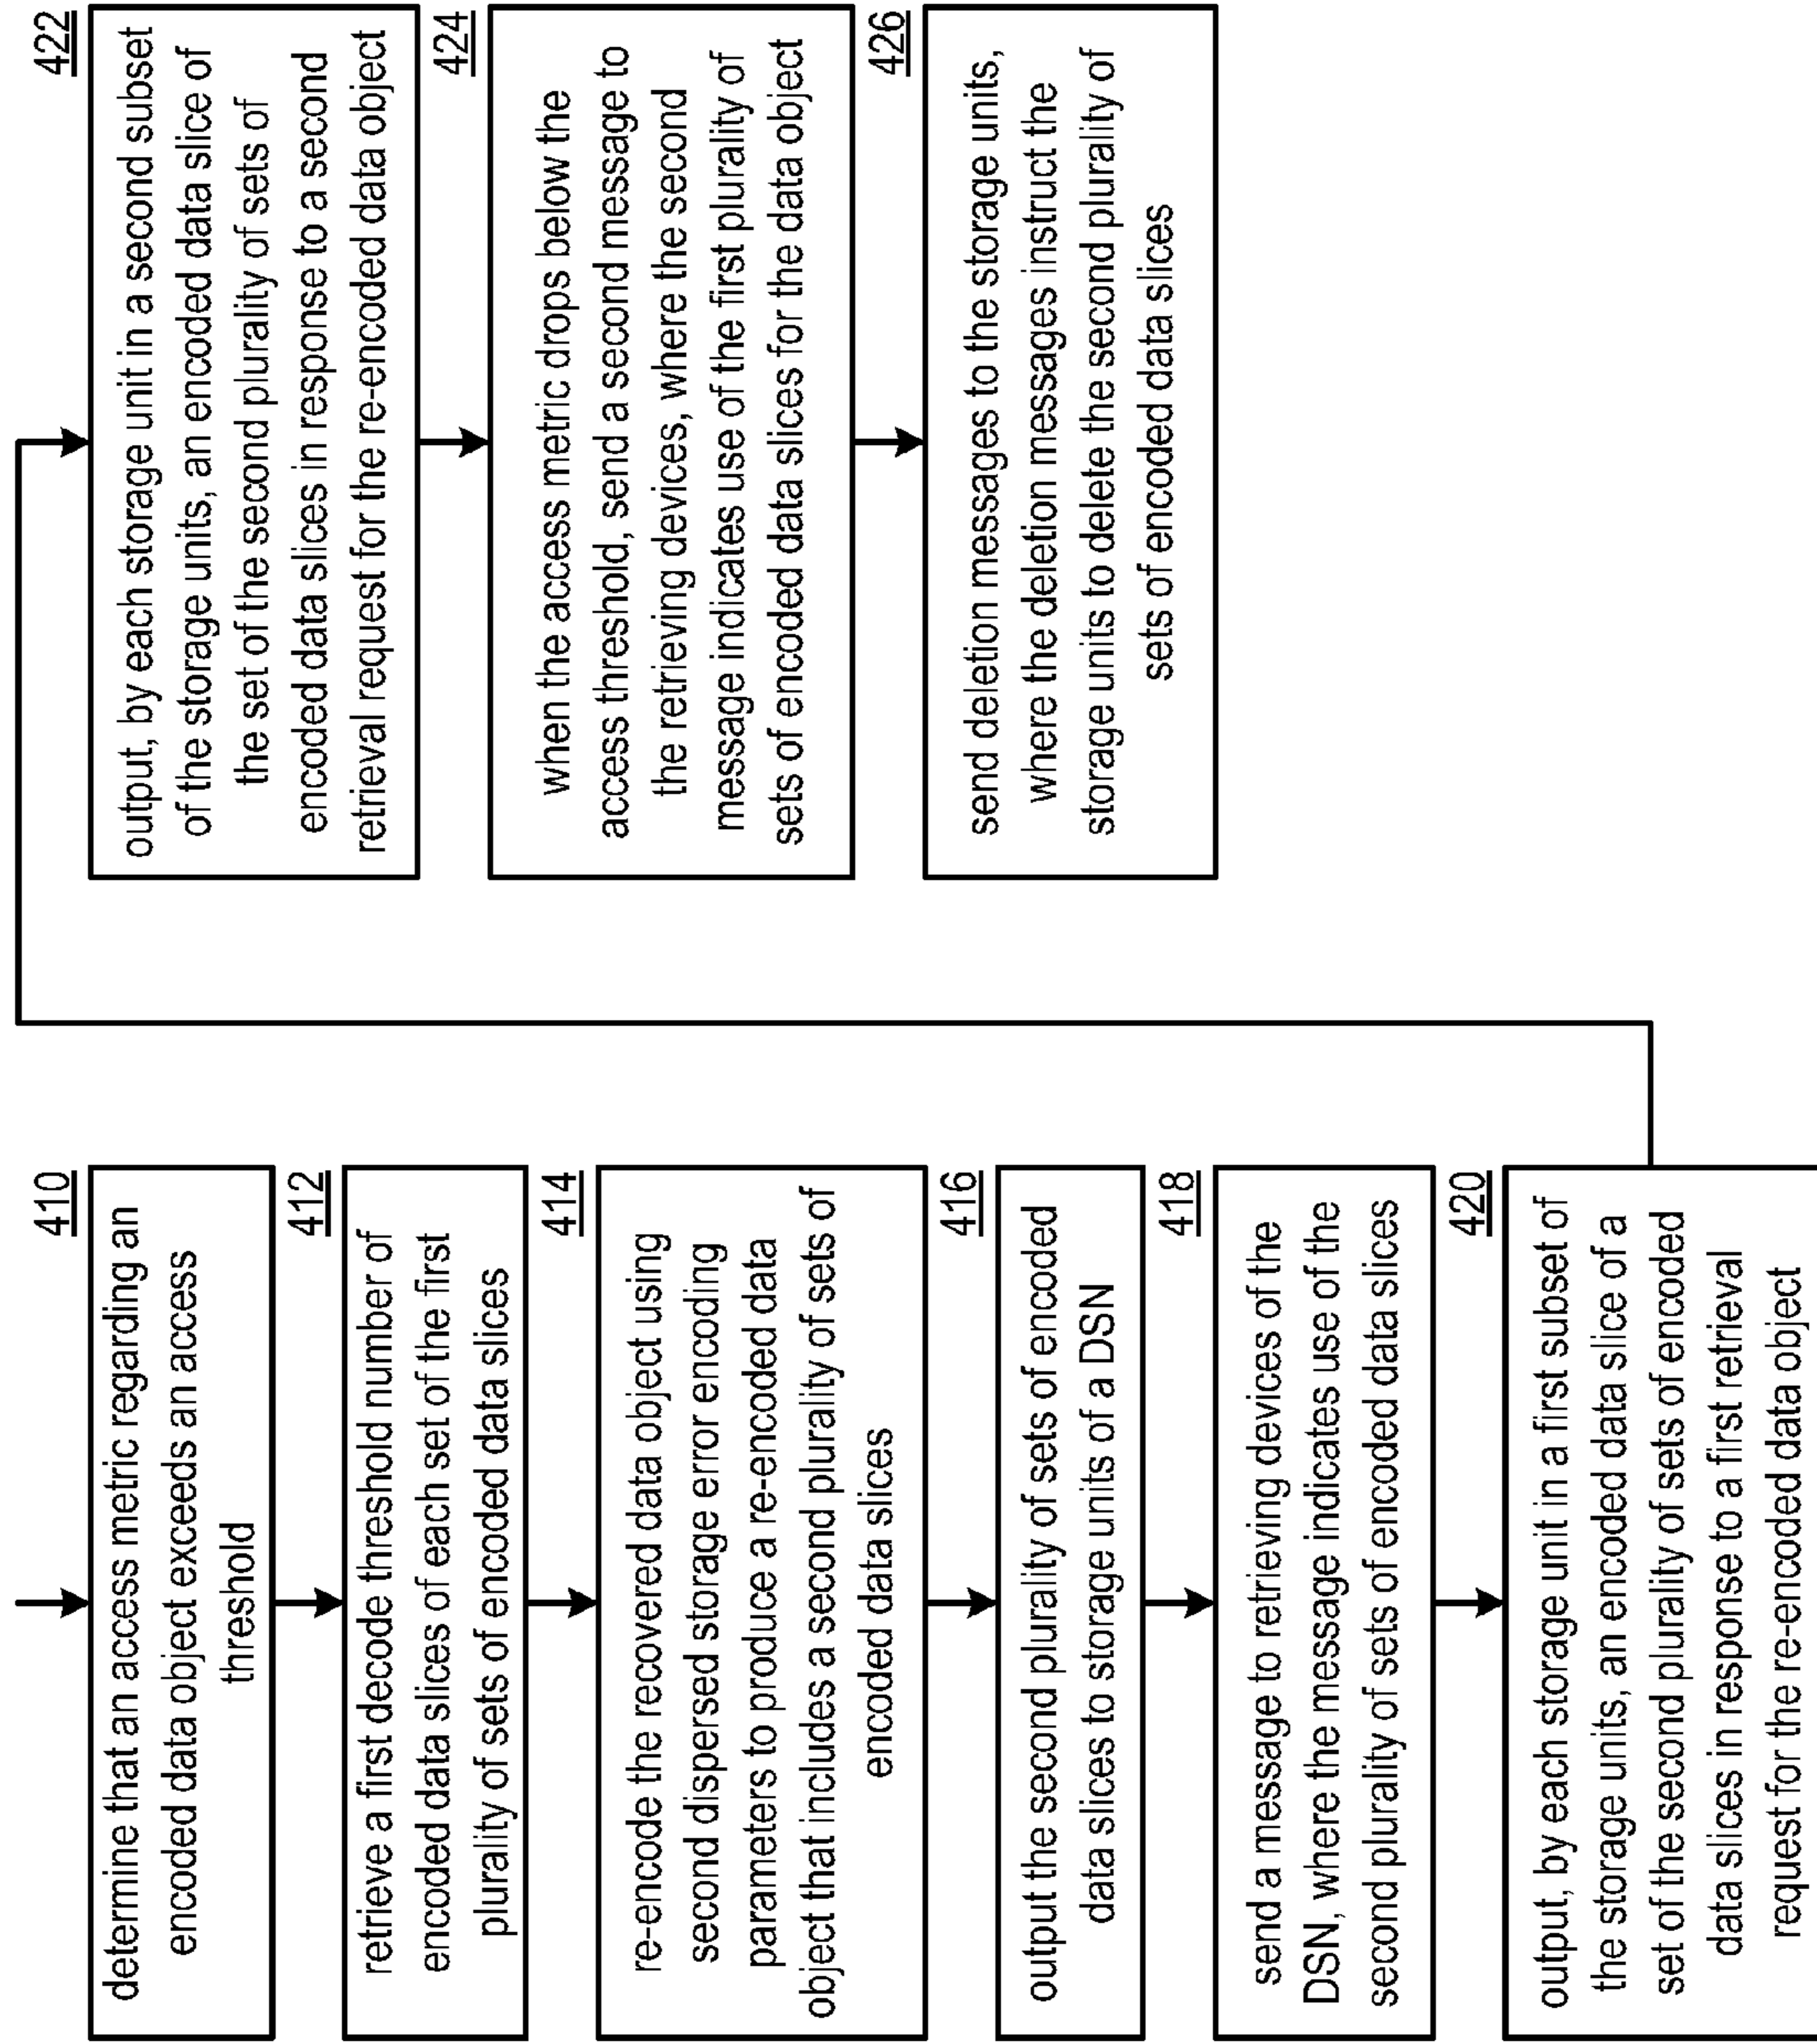 410
determine that an access metric regarding an
encoded data object exceeds an access
threshold
412
retrieve a first decode threshold number of
encoded data slices of each set of the first
plurality of sets of encoded data slices
414
re-encode the recovered data object using
second dispersed storage error encoding
parameters to produce a re-encoded data
object that includes a second plurality of sets of
encoded data slices
416
output the second plurality of sets of encoded
data slices to storage units of a DSN
418
send a message to retrieving devices of the
DSN, where the message indicates use of the
second plurality of sets of encoded data slices
420
output, by each storage unit in a first subset of
the storage units, an encoded data slice of a
set of the second plurality of sets of encoded
data slices in response to a first retrieval
request for the re-encoded data object
422
output, by each storage unit in a second subset
of the storage units, an encoded data slice of
the set of the second plurality of sets of
encoded data slices in response to a second
retrieval request for the re-encoded data object
424
when the access metric drops below the
access threshold, send a second message to
the retrieving devices, where the second
message indicates use of the first plurality of
sets of encoded data slices for the data object
426
send deletion messages to the storage units,
where the deletion messages instruct the
storage units to delete the second plurality of
sets of encoded data slices